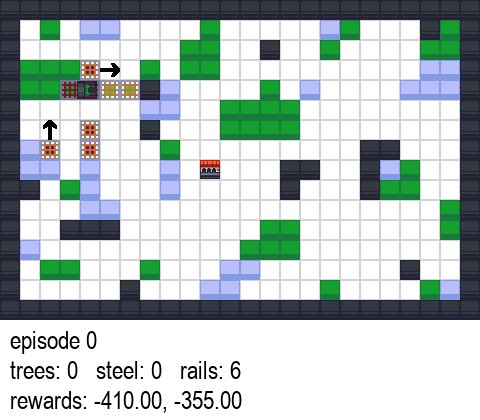 episode 0
trees: 0 steel: 0 rails: 6
rewards: -410.00, -355.00